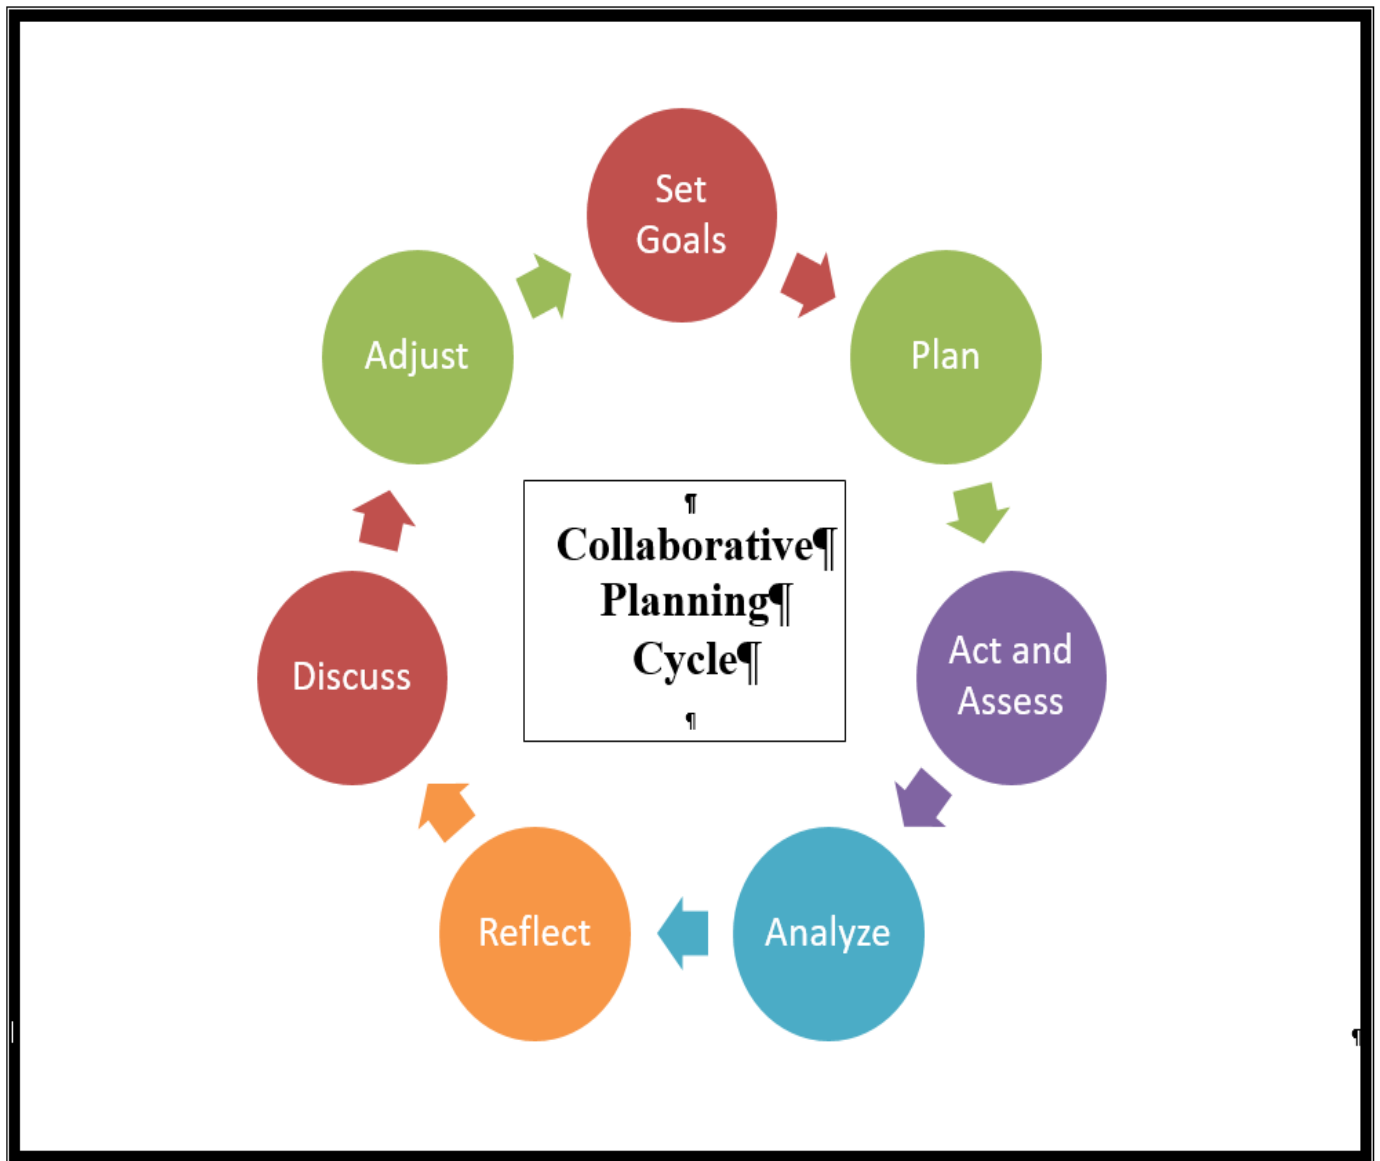 Set
Goals
Plan
Act and
Assess
Analyze
Reflect
Discuss
Adjust
¶
Collaborative¶
Planning¶
Cycle¶
¶
¶